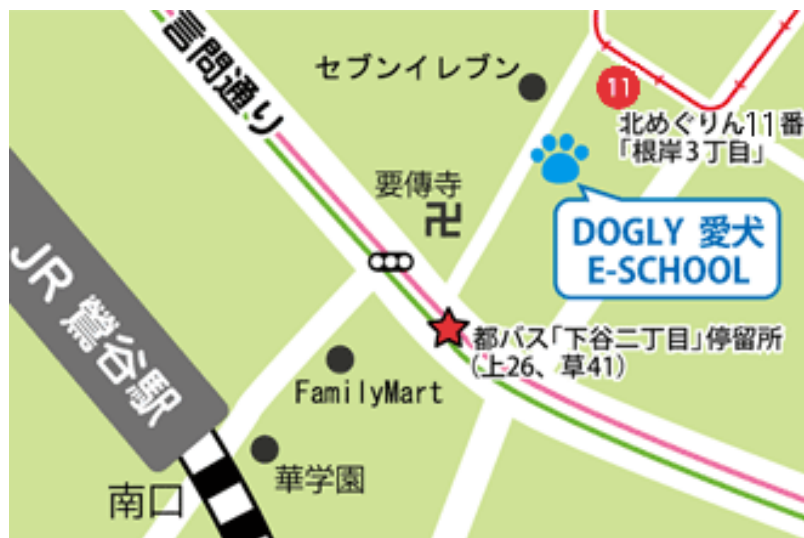 言問通り
セブンイレブン
11
北めぐりん11番
「根岸3丁目」
要傳寺
卍
DOGLY 愛犬
E-SCHOOL
JR 鶯谷駅
都バス「下谷二丁目」停留所
(上26、草41)
FamilyMart
華学園
南口